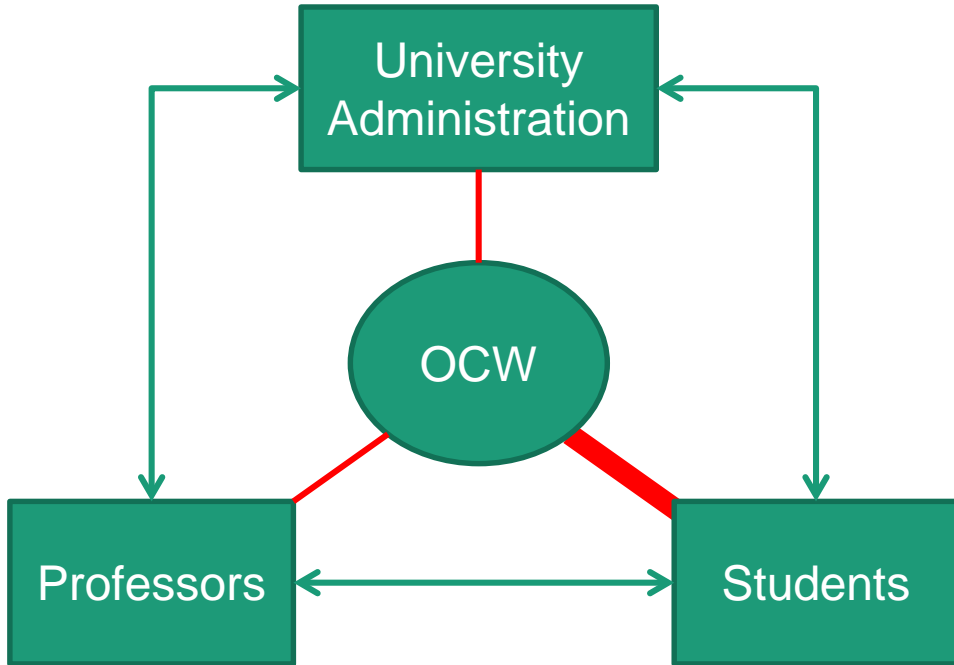 University
Administration
OCW
Professors
Students